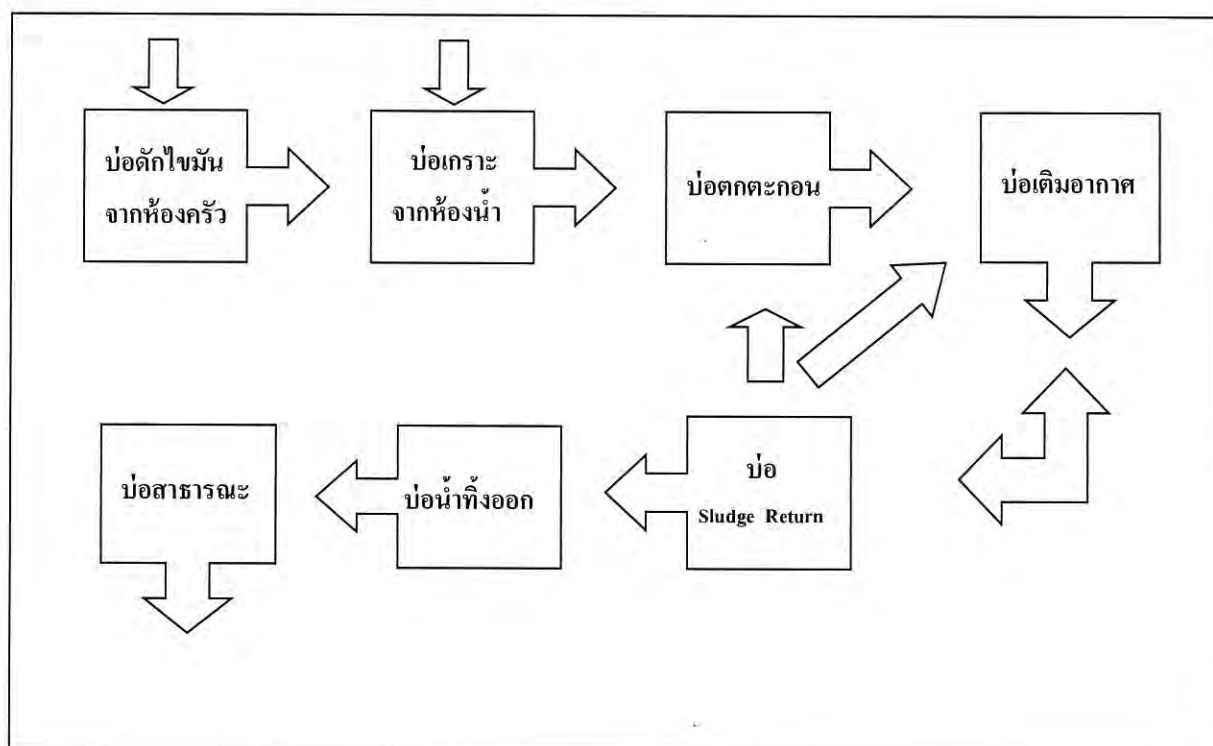 บ่อดักไขมัน
จากห้องครัว
บ่อเกราะ
จากห้องน้ำ
บ่อตกตะกอน
บ่อเติมอากาศ
บ่อสาธารณะ
บ่อน้ำทิ้งออก
บ่อ
Sludge Return